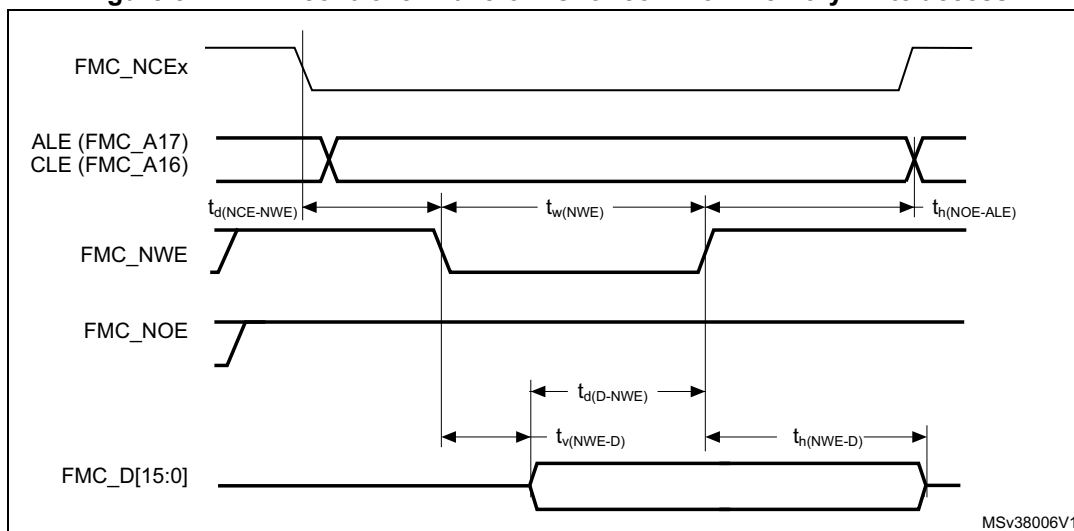 FMC_NCEx
ALE (FMC_A17)
CLE (FMC_A16)
td(NCE-NWE) tw(NWE) th(NOE-ALE)
FMC_NWE
FMC_NOE
td(D-NWE)
tv(NWE-D) th(NWE-D)
FMC_D[15:0]
MSv38006V1